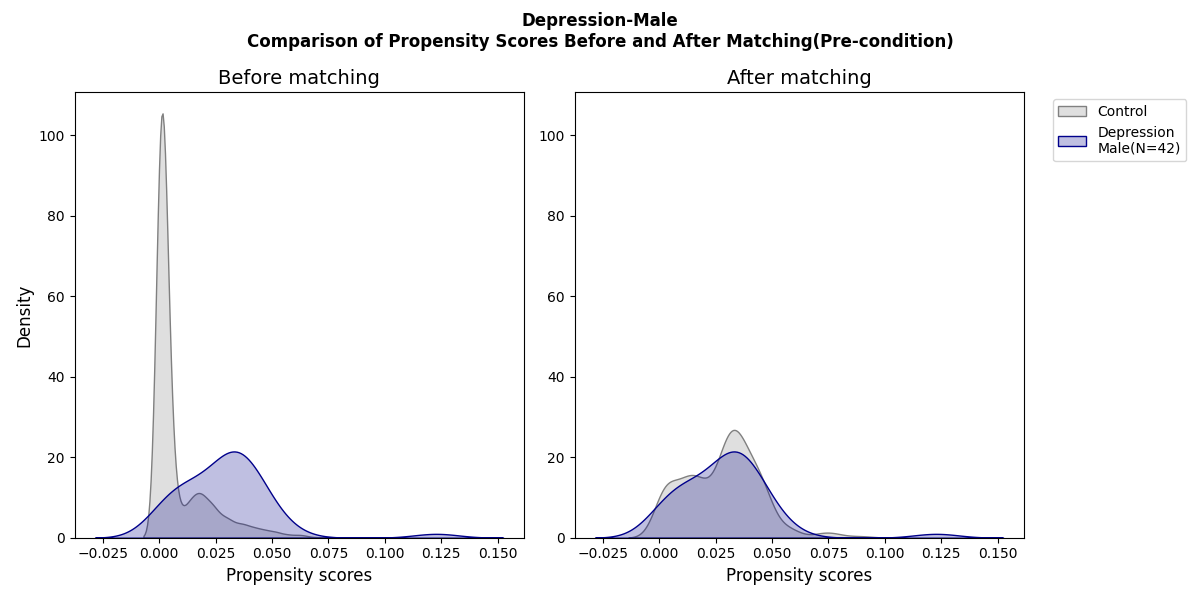 Depression-Male
Comparison of Propensity Scores Before and After Matching(Pre-condition)
Before matching
After matching
Density
100
80
60
40
20
0
−0.025 0.000 0.025 0.050 0.075 0.100 0.125 0.150
Propensity scores
100
80
60
40
20
0
−0.025 0.000 0.025 0.050 0.075 0.100 0.125 0.150
Propensity scores
Control
Depression
Male(N=42)